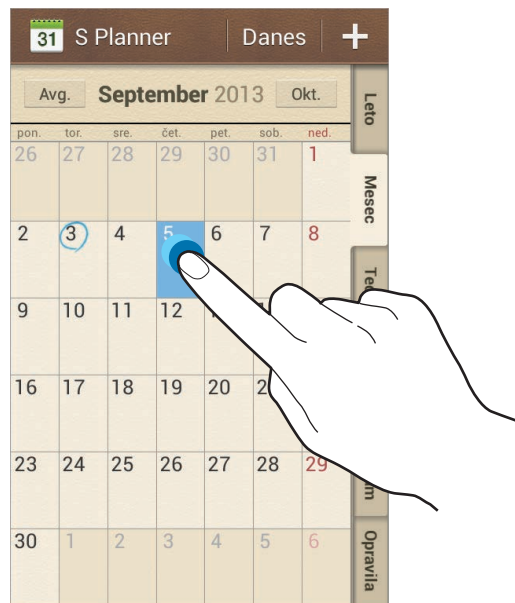 31 S Planner Danes +
Avg. September 2013 Okt.
pon. tor. sre. čet. pet. sob. ned.
26 27 28 29 30 31 1
2 3 4 5 6 7 8
9 10 11 12
16 17 18 19 20
23 24 25 26 27 28 29
30 1 2 3 4 5 6
Leto
Mesec
Opravila